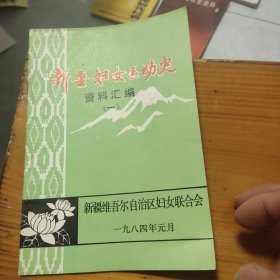 新疆妇女运动史
资料汇编
（一）
新疆维吾尔自治区妇女联合会
一九八四年元月